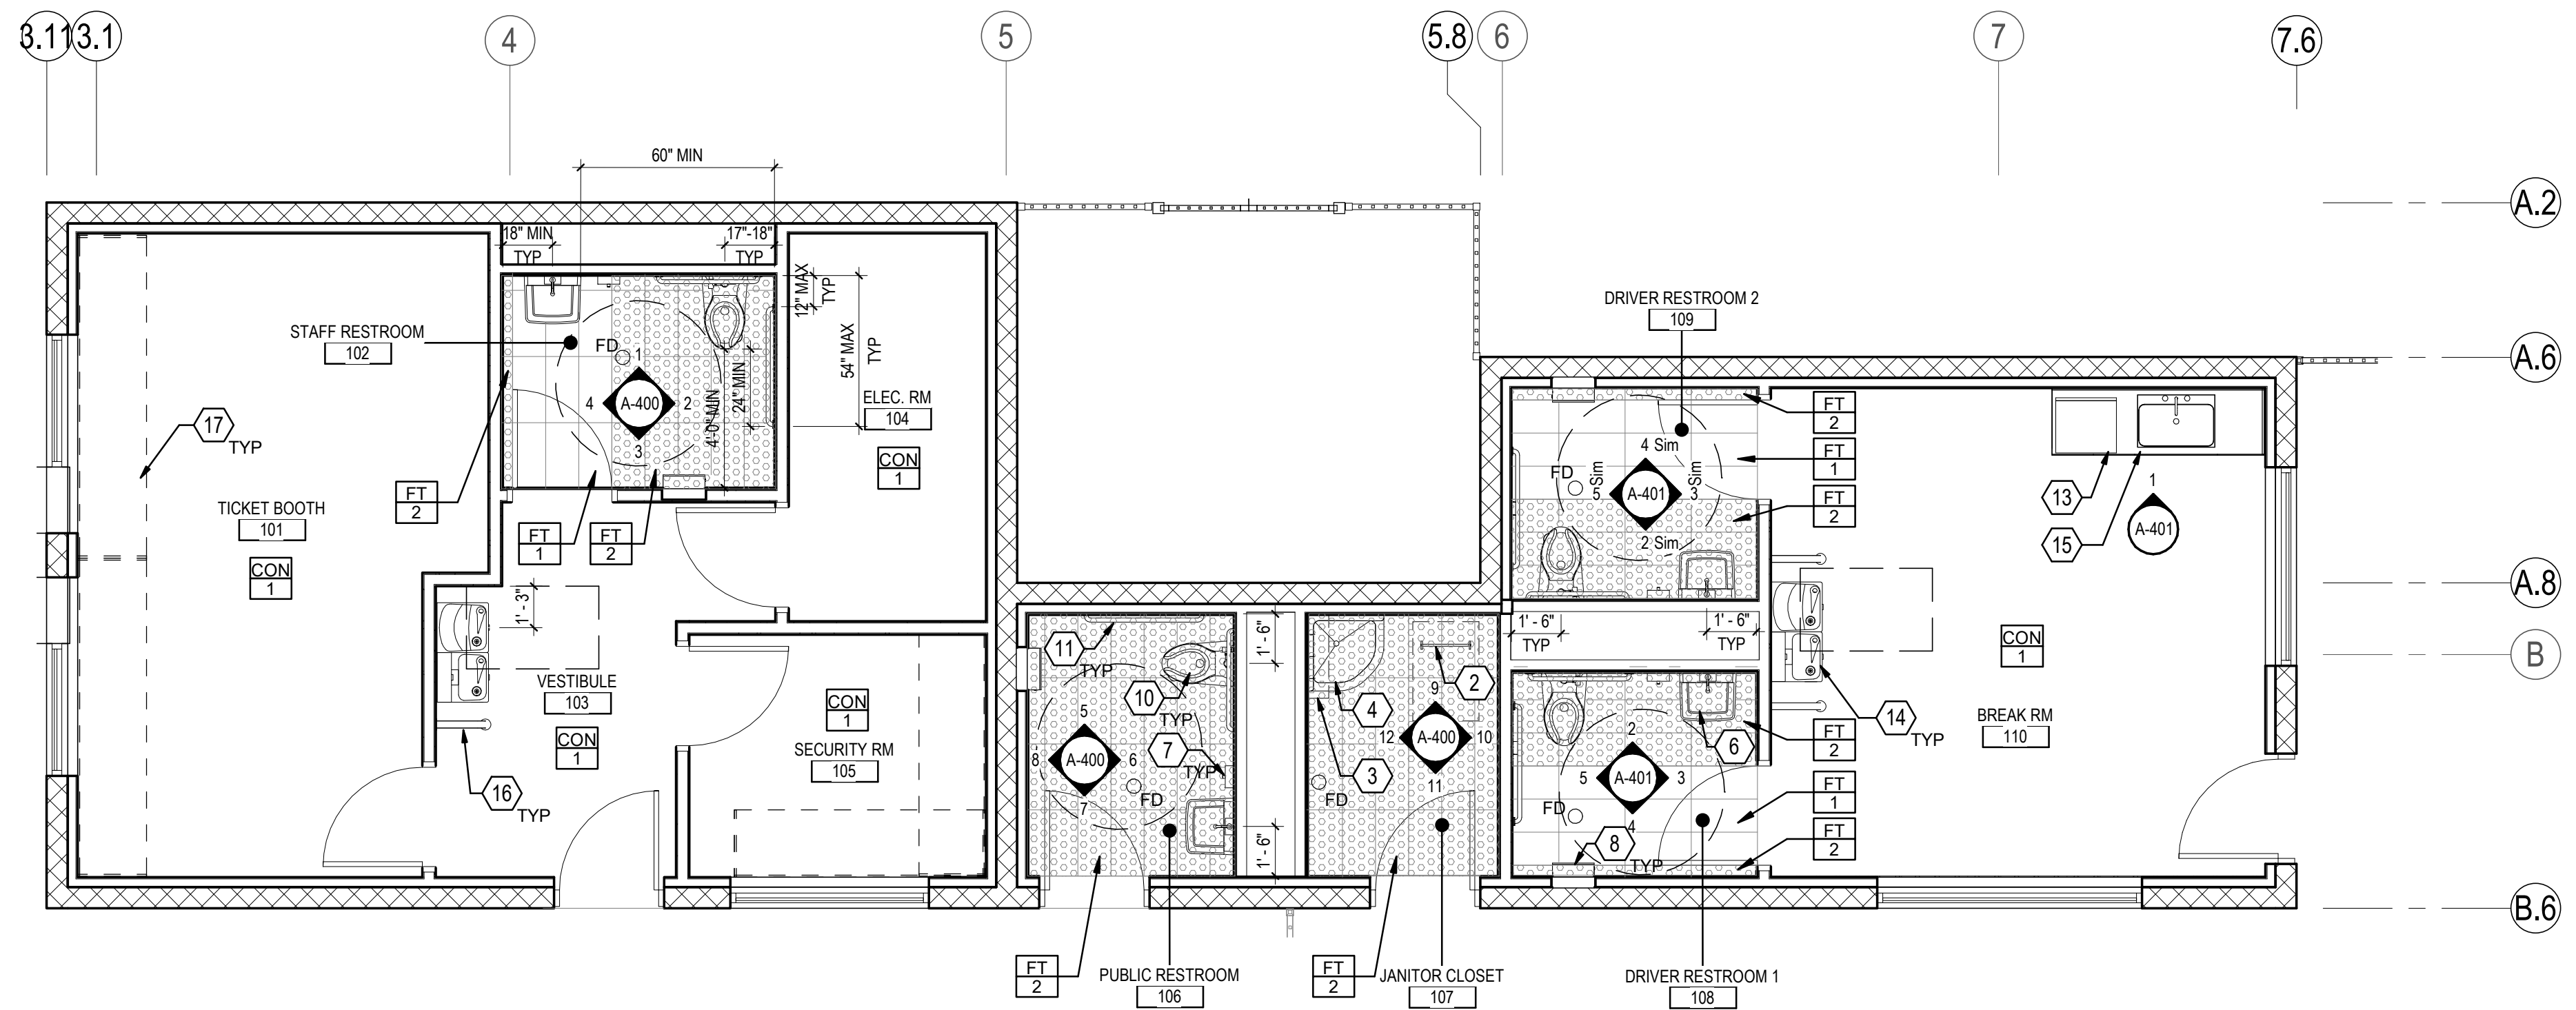 3.11
3.1
4
5
5.8
6
7
7.6
60" MIN
A.2
18" MIN
TYP
17"-18"
TYP
12" MAX
TYP
DRIVER RESTROOM 2
109
STAFF RESTROOM
102
FD
1
54" MAX
TYP
A.6
4
A-400
2
3
4'-0" MIN
24" MIN
ELEC. RM
104
CON
1
17
TYP
FT
2
FT
1
FT
2
4 Sim
FD
Sim
Sim
5
A-401
3
2 Sim
FT
2
FT
1
FT
2
13
15
1
A-401
TICKET BOOTH
101
CON
1
1' - 3"
A.8
11
TYP
1' - 6"
1' - 6"
TYP
1' - 6"
TYP
CON
1
B
VESTIBULE
103
CON
1
10
TYP
2
9
4
CON
1
SECURITY RM
105
5
8
A-400
6
7
7
TYP
FD
12
A-400
10
11
3
FD
2
5
A-401
3
4
6
FT
2
14
TYP
BREAK RM
110
16
TYP
FD
8
TYP
FT
1
FT
2
1' - 6"
B.6
FT
2
PUBLIC RESTROOM
106
FT
2
JANITOR CLOSET
107
DRIVER RESTROOM 1
108